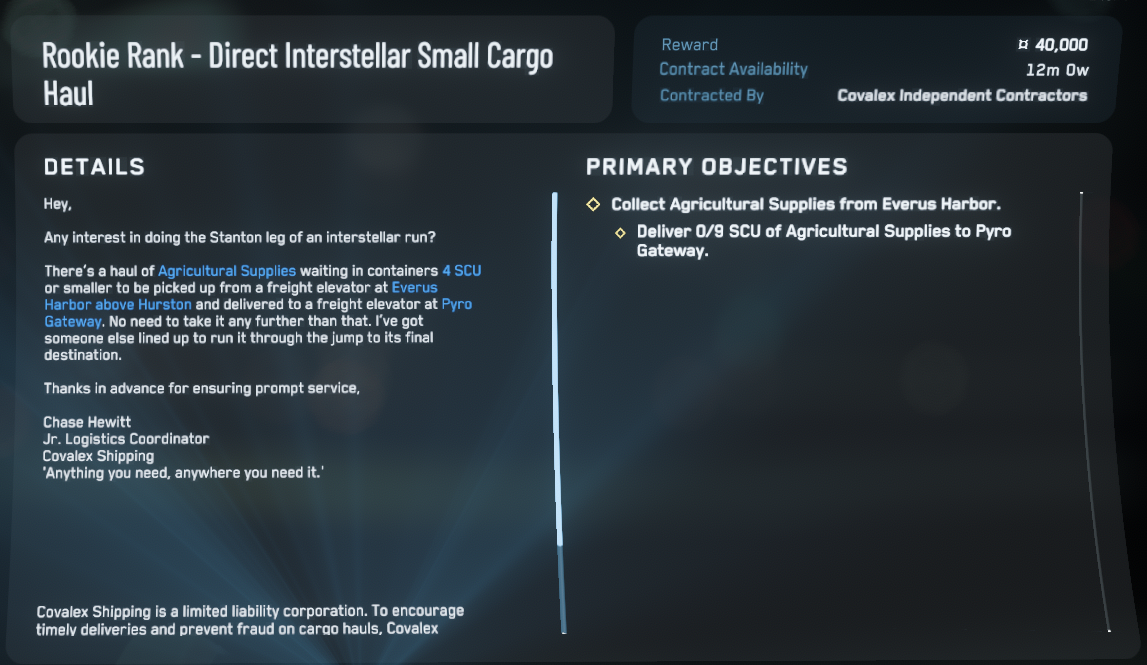 Rookie Rank - Direct Interstellar Small Cargo
Haul
Reward ¤ 40,000
Contract Availability 12m 0w
Contracted By Covalex Independent Contractors
DETAILS
Hey,
Any interest in doing the Stanton leg of an interstellar run?
There's a haul of Agricultural Supplies waiting in containers 4 SCU
or smaller to be picked up from a freight elevator at Everus
Harbor above Hurston and delivered to a freight elevator at Pyro
Gateway. No need to take it any further than that. I've got
someone else lined up to run it through the jump to its final
destination.
Thanks in advance for ensuring prompt service,
Chase Hewitt
Jr. Logistics Coordinator
Covalex Shipping
'Anything you need, anywhere you need it.'
Covalex Shipping is a limited liability corporation. To encourage
timely deliveries and prevent fraud on cargo hauls, Covalex
PRIMARY OBJECTIVES
Collect Agricultural Supplies from Everus Harbor.
Deliver 0/9 SCU of Agricultural Supplies to Pyro
Gateway.